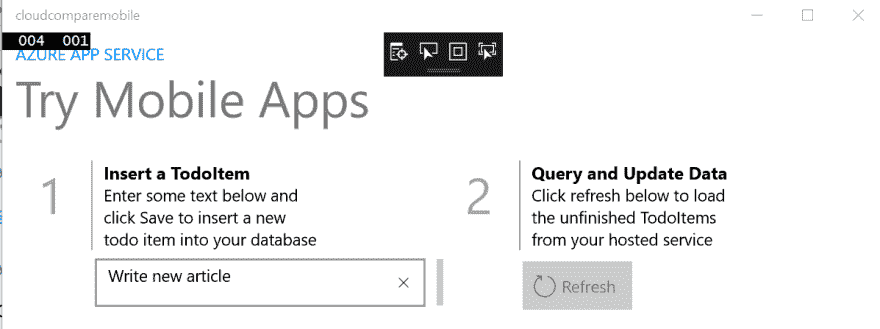 cloudcomparemobile
004 001
AZURE APP SERVICE
Try Mobile Apps
1
Insert a TodoItem
Enter some text below and
click Save to insert a new
todo item into your database
Write new article
2
Query and Update Data
Click refresh below to load
the unfinished TodoItems
from your hosted service
Refresh